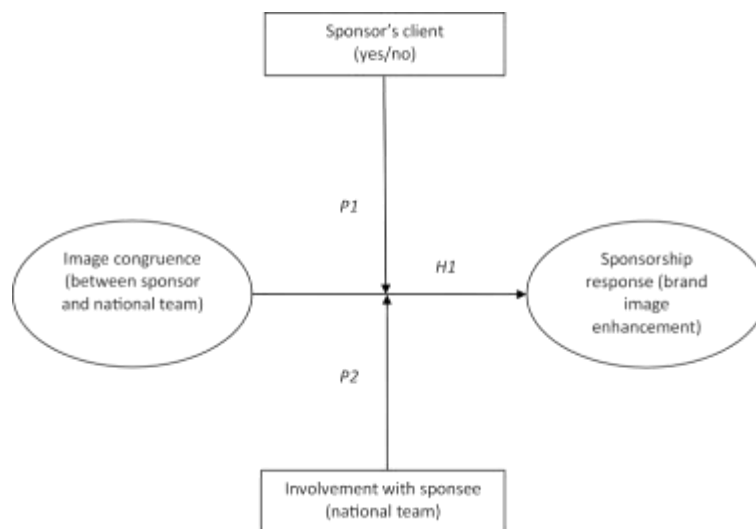 Sponsor's client
(yes/no)
P1
Image congruence
(between sponsor
and national team)
H1
Sponsorship
response (brand
image
enhancement)
P2
Involvement with sponsee
(national team)